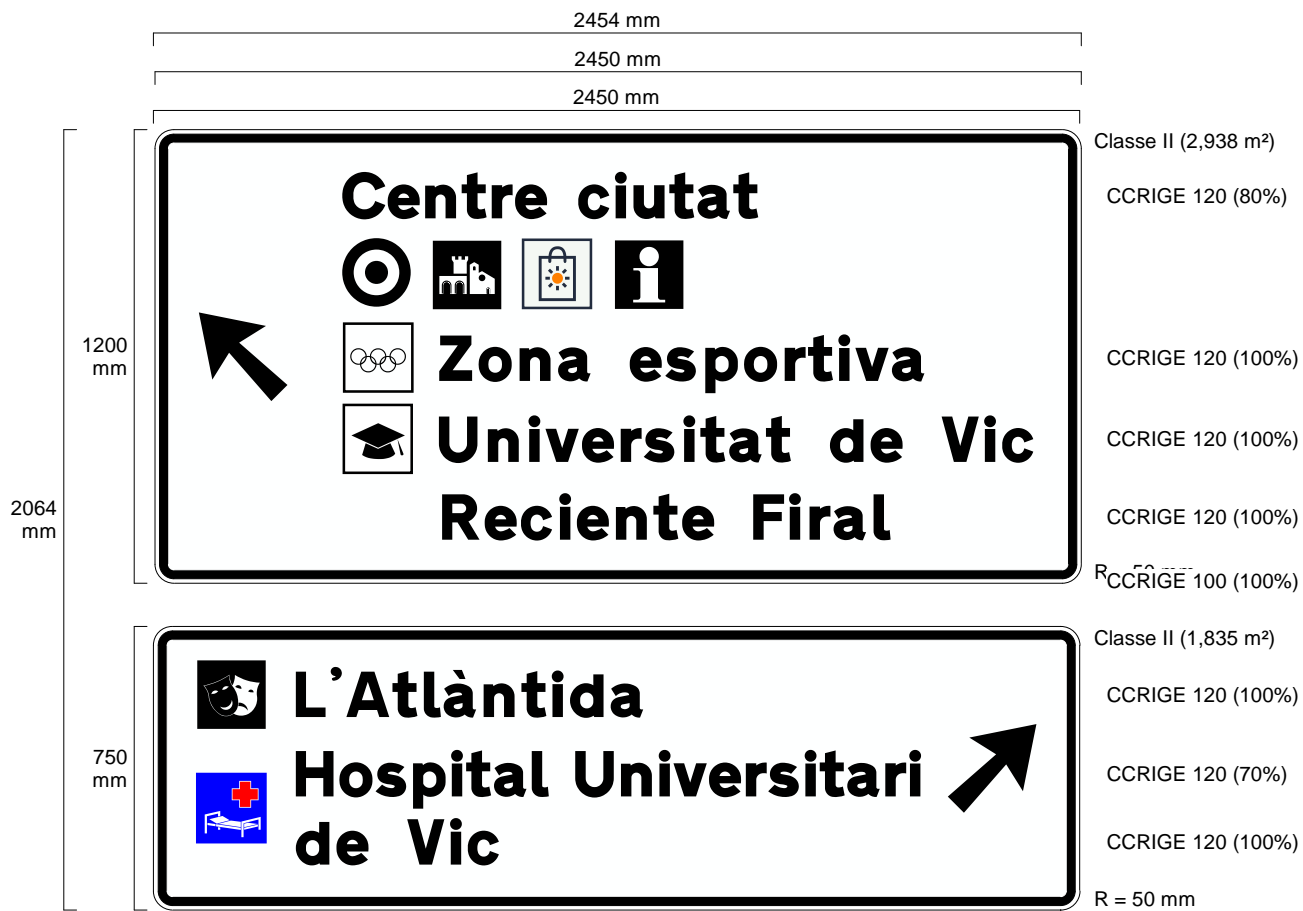 2454 mm
2450 mm
2450 mm
Classe II (2,938 m²)
Centre ciutat
CCRIGE 120 (80%)
1200
mm
Zona esportiva
CCRIGE 120 (100%)
Universitat de Vic
CCRIGE 120 (100%)
2064
mm
Reciente Firal
CCRIGE 120 (100%)
R = 50 mm
CCRIGE 100 (100%)
Classe II (1,835 m²)
L'Atlàntida
CCRIGE 120 (100%)
750
mm
Hospital Universitari
CCRIGE 120 (70%)
de Vic
CCRIGE 120 (100%)
R = 50 mm